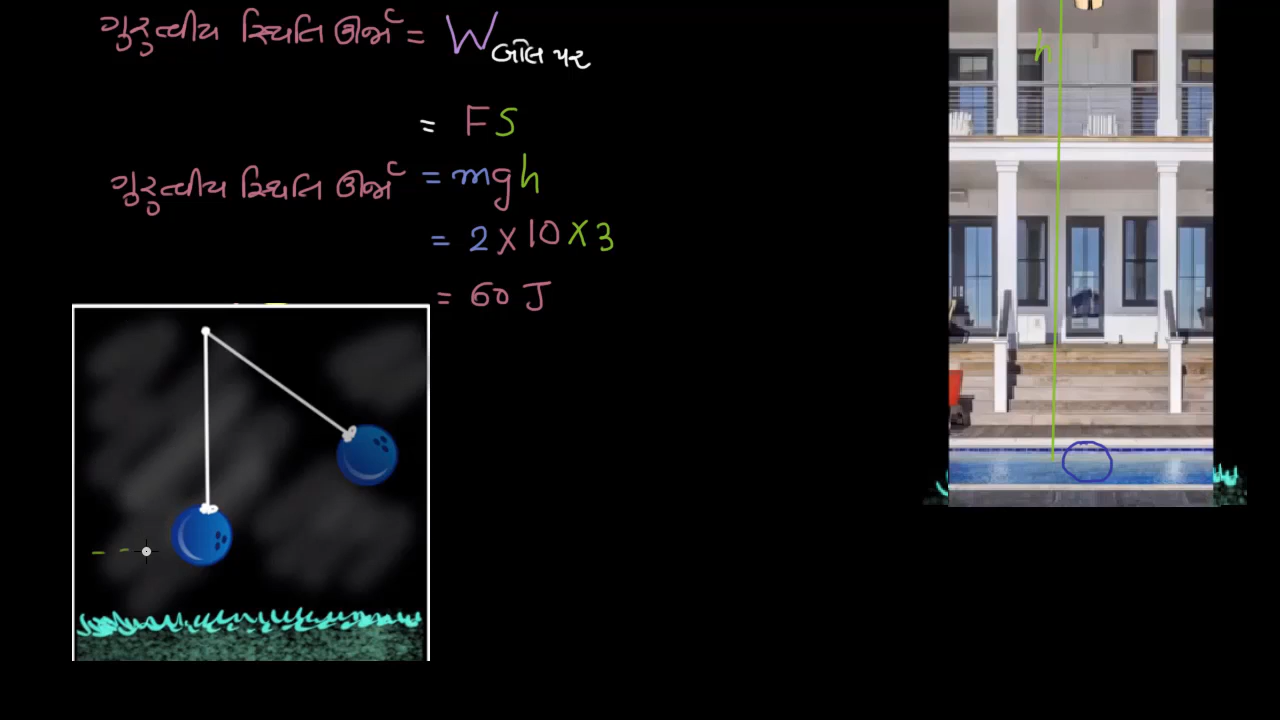 ગુરુત્વીય સ્થિતિ ઊર્જા = W બોલ પર
= FS
ગુરુત્વીય સ્થિતિ ઊર્જા = mgh
= 2 × 10 × 3
= 60 J
h